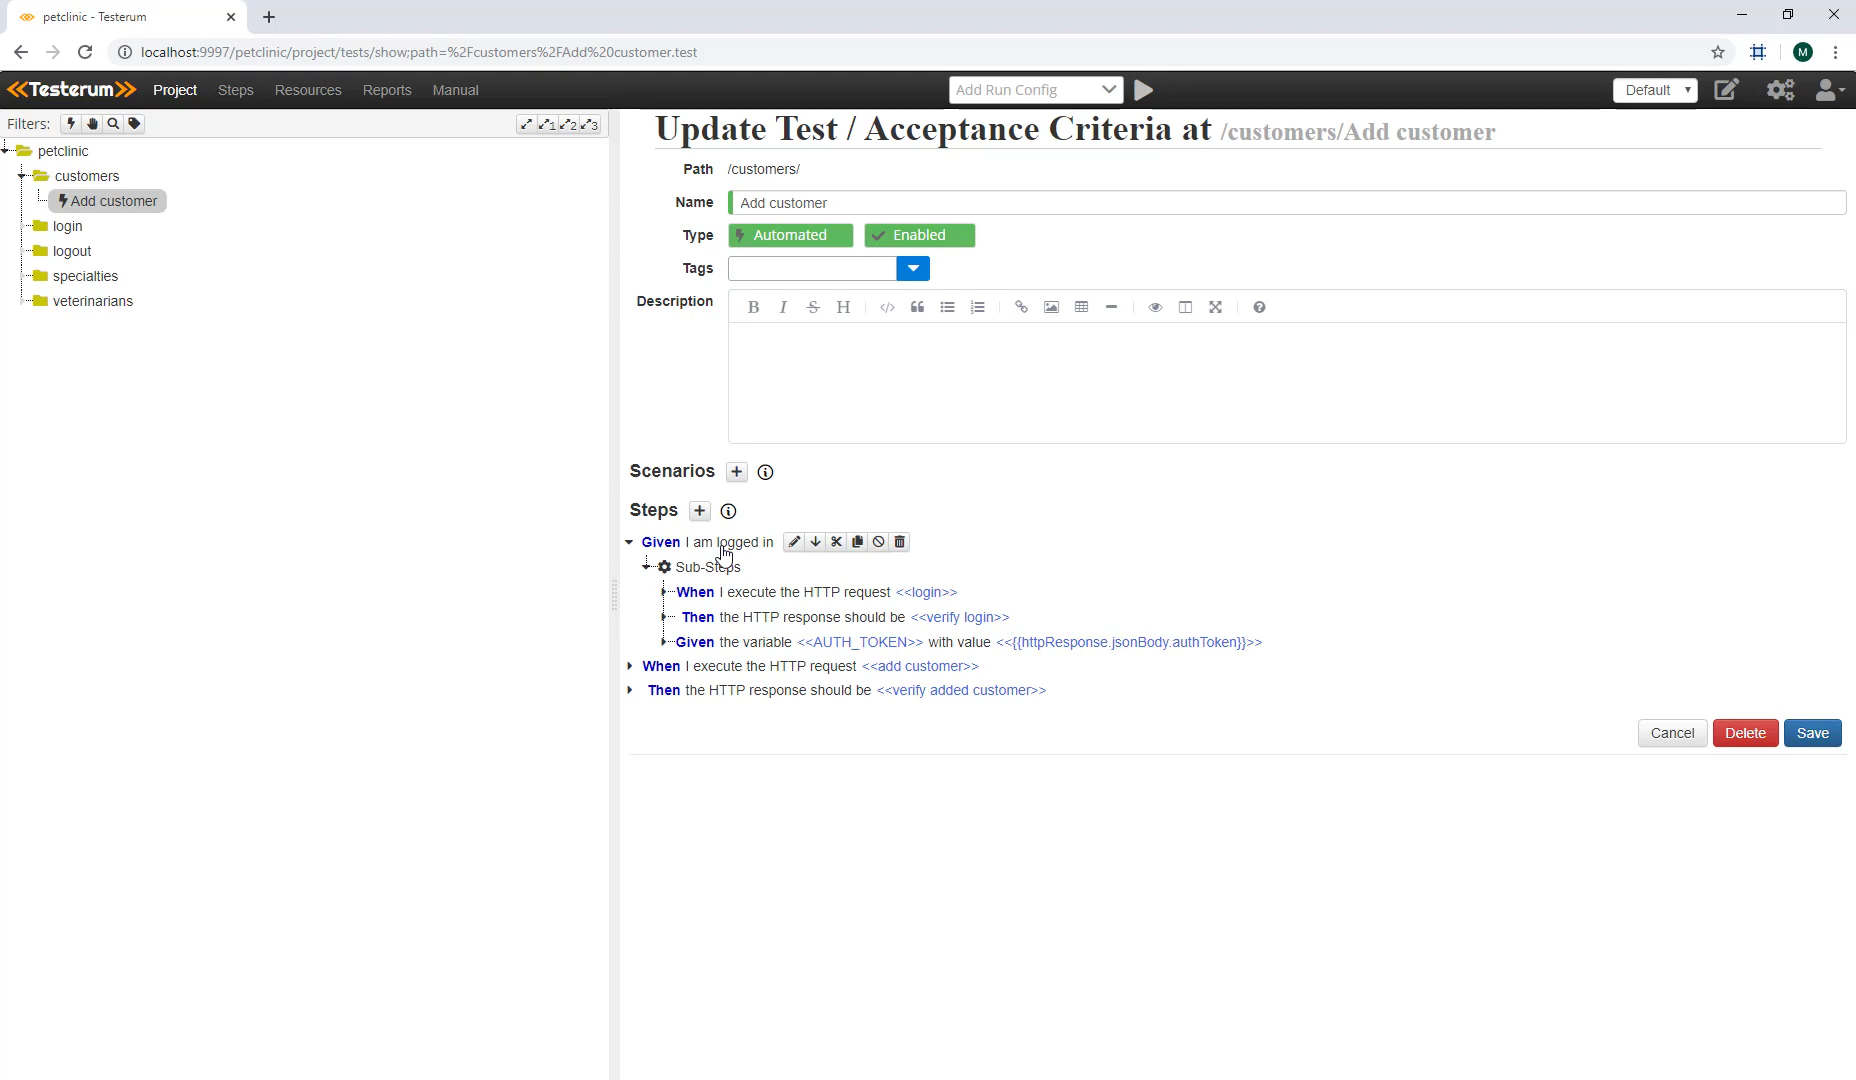 petclinic - Testerum
localhost:9997/petclinic/project/tests/show;path=%2Fcustomers%2FAdd%20customer.test
M
Testerum Project Steps Resources Reports Manual Add Run Config Default
Filters: 1 2 3
petclinic
customers
Add customer
login
logout
specialties
veterinarians
Update Test / Acceptance Criteria at /customers/Add customer
Path /customers/
Name Add customer
Type Automated Enabled
Tags
Description B I S H
Scenarios +
Steps +
Given I am logged in
Sub-Steps
When I execute the HTTP request <<login>>
Then the HTTP response should be <<verify login>>
Given the variable <<AUTH_TOKEN>> with value <<{{httpResponse.jsonBody.authToken}}>>
When I execute the HTTP request <<add customer>>
Then the HTTP response should be <<verify added customer>>
Cancel Delete Save